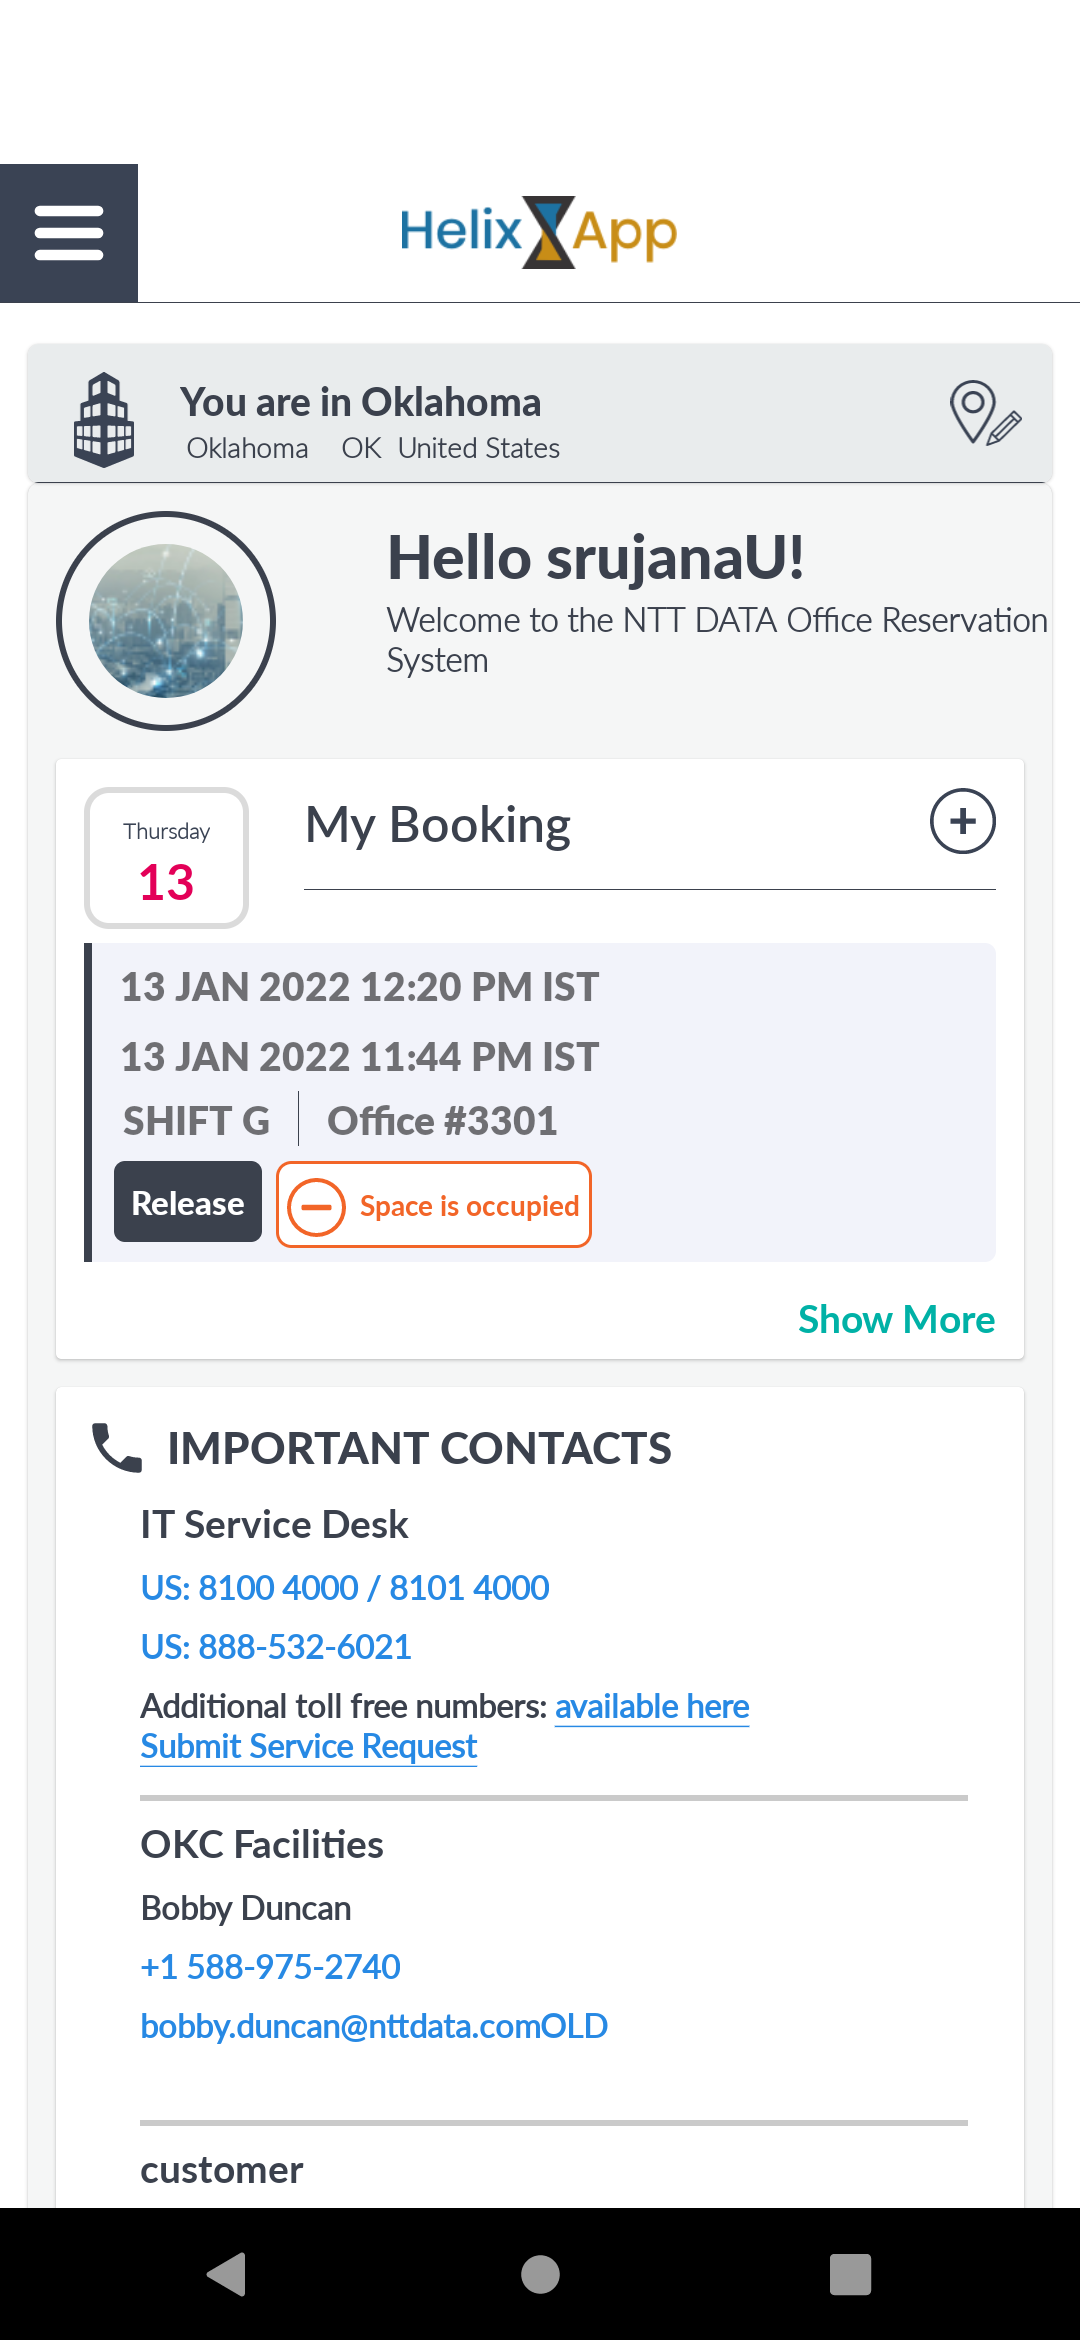 Helix App
You are in Oklahoma
Oklahoma OK United States
Hello srujanaU!
Welcome to the NTT DATA Office Reservation
System
Thursday
13
My Booking
13 JAN 2022 12:20 PM IST
13 JAN 2022 11:44 PM IST
SHIFT G Office #3301
Release Space is occupied
Show More
IMPORTANT CONTACTS
IT Service Desk
US: 8100 4000 / 8101 4000
US: 888-532-6021
Additional toll free numbers: available here
Submit Service Request
OKC Facilities
Bobby Duncan
+1 588-975-2740
bobby.duncan@nttdata.comOLD
customer